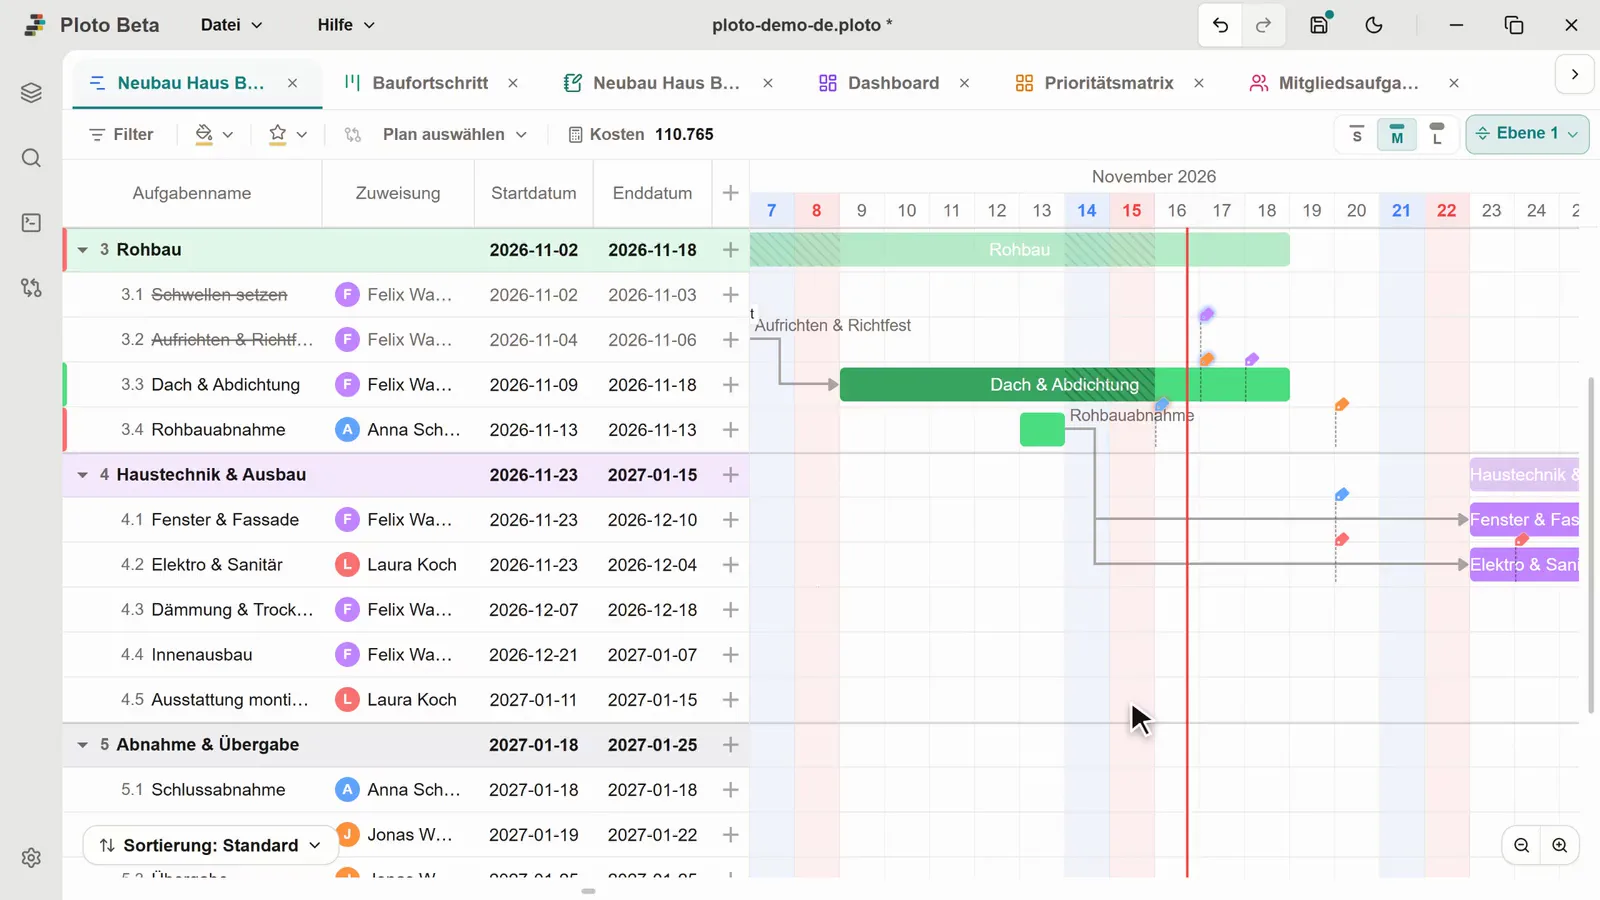 Ploto Beta
Datei
Hilfe
ploto-demo-de.ploto *
Neubau Haus B...
Baufortschritt
Neubau Haus B...
Dashboard
Prioritätsmatrix
Mitgliedsaufga...
Filter
Plan auswählen
Kosten 110.765
S
M
L
Ebene 1
Aufgabenname
Zuweisung
Startdatum
Enddatum
November 2026
7 8 9 10 11 12 13 14 15 16 17 18 19 20 21 22 23 24 2
3 Rohbau 2026-11-02 2026-11-18
Rohbau
3.1 Schwellen setzen F Felix Wa... 2026-11-02 2026-11-03
3.2 Aufrichten & Richtf... F Felix Wa... 2026-11-04 2026-11-06
t
Aufrichten & Richtfest
3.3 Dach & Abdichtung F Felix Wa... 2026-11-09 2026-11-18
Dach & Abdichtung
3.4 Rohbauabnahme A Anna Sch... 2026-11-13 2026-11-13
Rohbauabnahme
4 Haustechnik & Ausbau 2026-11-23 2027-01-15
Haustechnik &
4.1 Fenster & Fassade F Felix Wa... 2026-11-23 2026-12-10
Fenster & Fas
4.2 Elektro & Sanitär L Laura Koch 2026-11-23 2026-12-04
Elektro & Sani
4.3 Dämmung & Trock... F Felix Wa... 2026-12-07 2026-12-18
4.4 Innenausbau F Felix Wa... 2026-12-21 2027-01-07
4.5 Ausstattung monti... L Laura Koch 2027-01-11 2027-01-15
5 Abnahme & Übergabe 2027-01-18 2027-01-25
5.1 Schlussabnahme A Anna Sch... 2027-01-18 2027-01-18
J Jonas W... 2027-01-19 2027-01-22
Sortierung: Standard